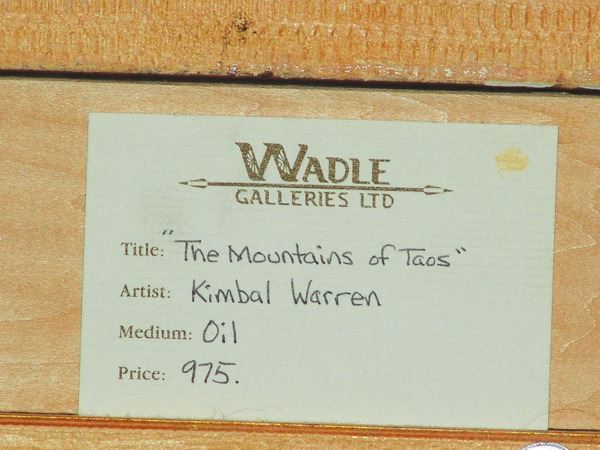 WADLE
GALLERIES LTD
Title: "The Mountains of Taos"
Artist: Kimbal Warren
Medium: Oil
Price: 975.